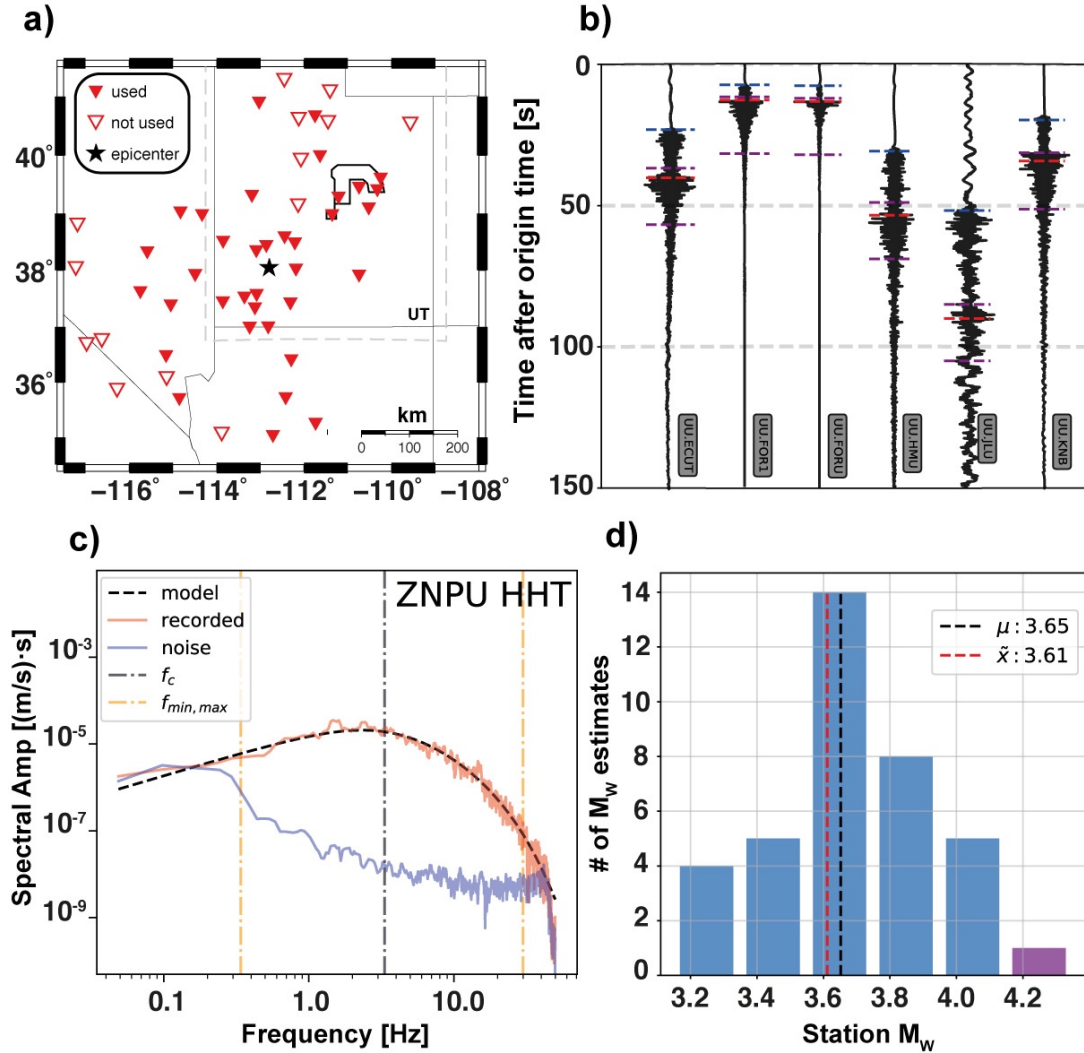 a)
used
not used
epicenter
40°
38°
36°
UT
km
0 100 200
−116° −114° −112° −110° −108°
b)
Time after origin time [s]
0
50
100
150
UU.ECUT
UU.FOR1
UU.FORU
UU.HMU
UU.JLU
UU.KNB
c)
ZNPU HHT
model
recorded
noise
f_c
f_min,max
Spectral Amp [(m/s)·s]
10⁻³
10⁻⁵
10⁻⁷
10⁻⁹
0.1 1.0 10.0
Frequency [Hz]
d)
μ : 3.65
x̃ : 3.61
# of M_w estimates
14
12
10
8
6
4
2
0
3.2 3.4 3.6 3.8 4.0 4.2
Station M_w